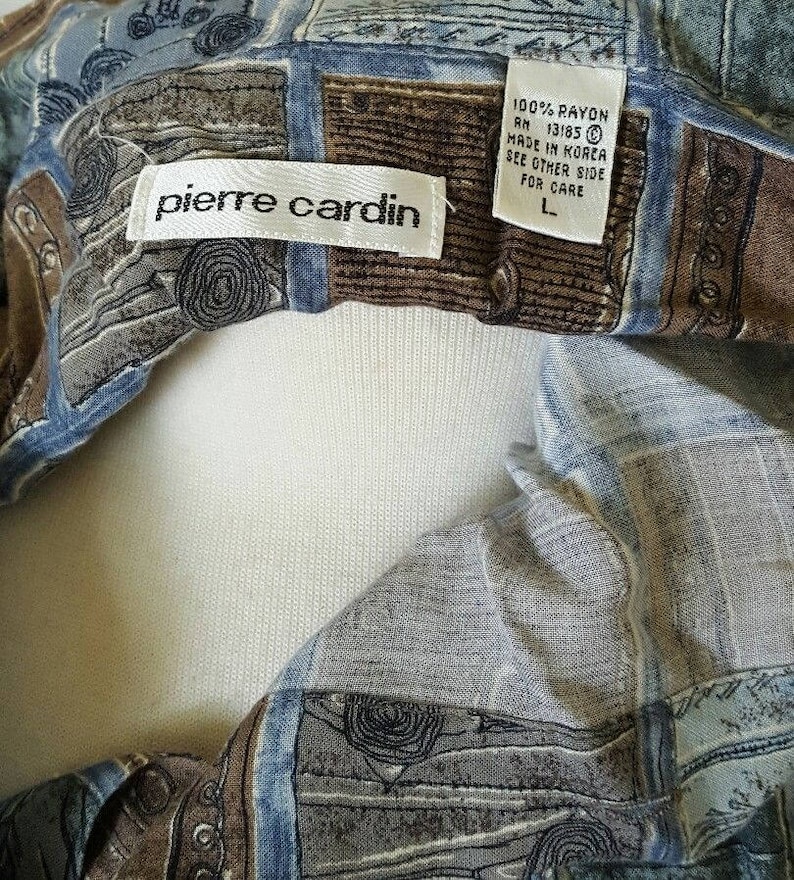 pierre cardin
100% RAYON
RN 13185 ©
MADE IN KOREA
SEE OTHER SIDE
FOR CARE
L